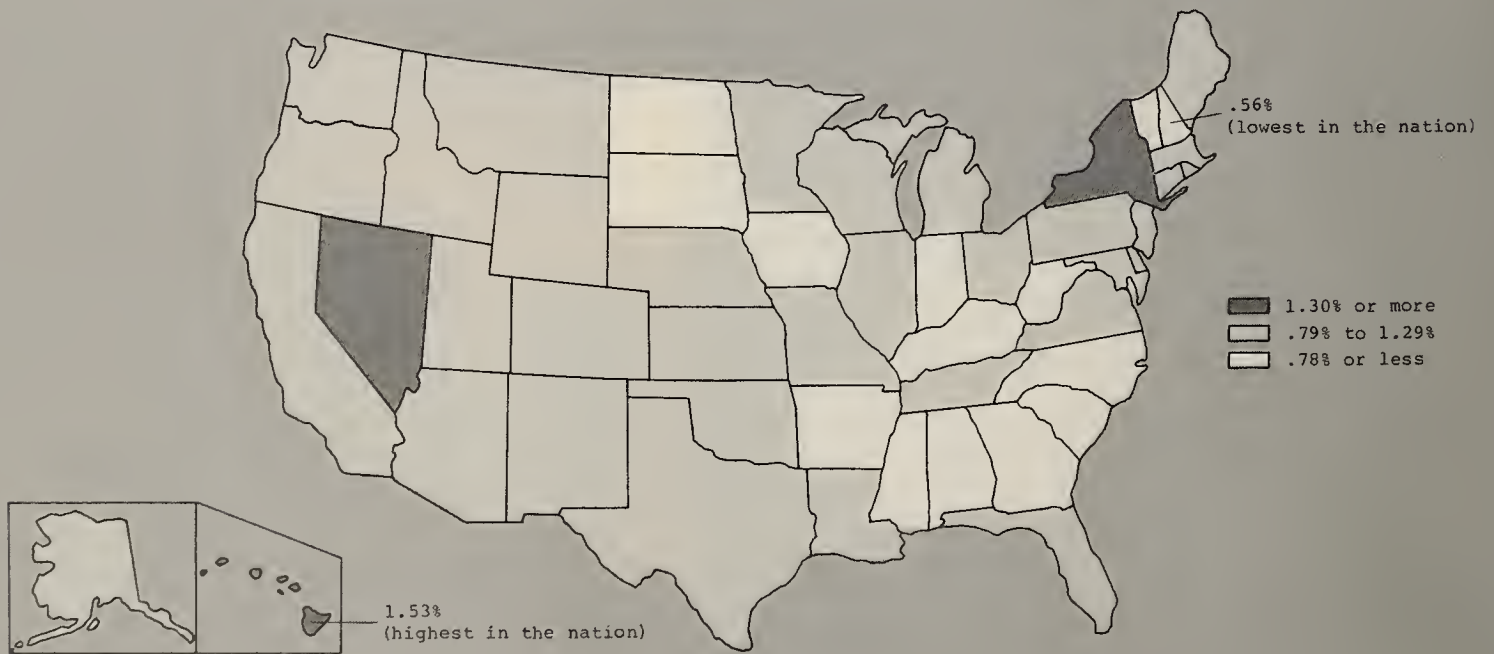 .56%
(lowest in the nation)
1.30% or more
.79% to 1.29%
.78% or less
1.53%
(highest in the nation)